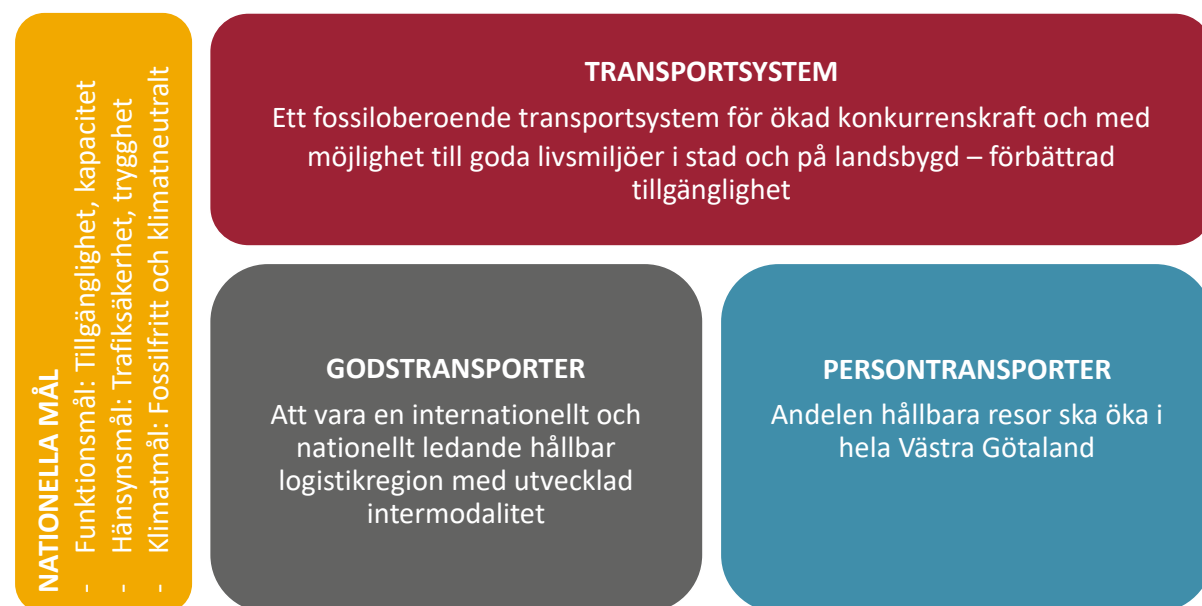 NATIONELLA MÅL
- Funktionsmål: Tillgänglighet, kapacitet
- Hänsynsmål: Trafiksäkerhet, trygghet
- Klimatmål: Fossilfritt och klimatneutralt
TRANSPORTSYSTEM
Ett fossiloberoende transportsystem för ökad konkurrenskraft och med
möjlighet till goda livsmiljöer i stad och på landsbygd – förbättrad
tillgänglighet
GODSTRANSPORTER
Att vara en internationellt och
nationellt ledande hållbar
logistikregion med utvecklad
intermodalitet
PERSONTRANSPORTER
Andelen hållbara resor ska öka i
hela Västra Götaland